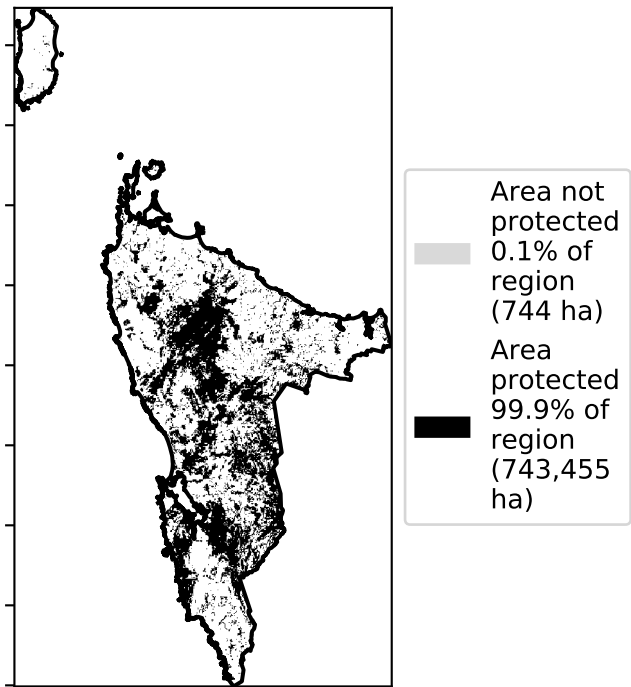 Area not
protected
0.1% of
region
(744 ha)
Area
protected
99.9% of
region
(743,455
ha)